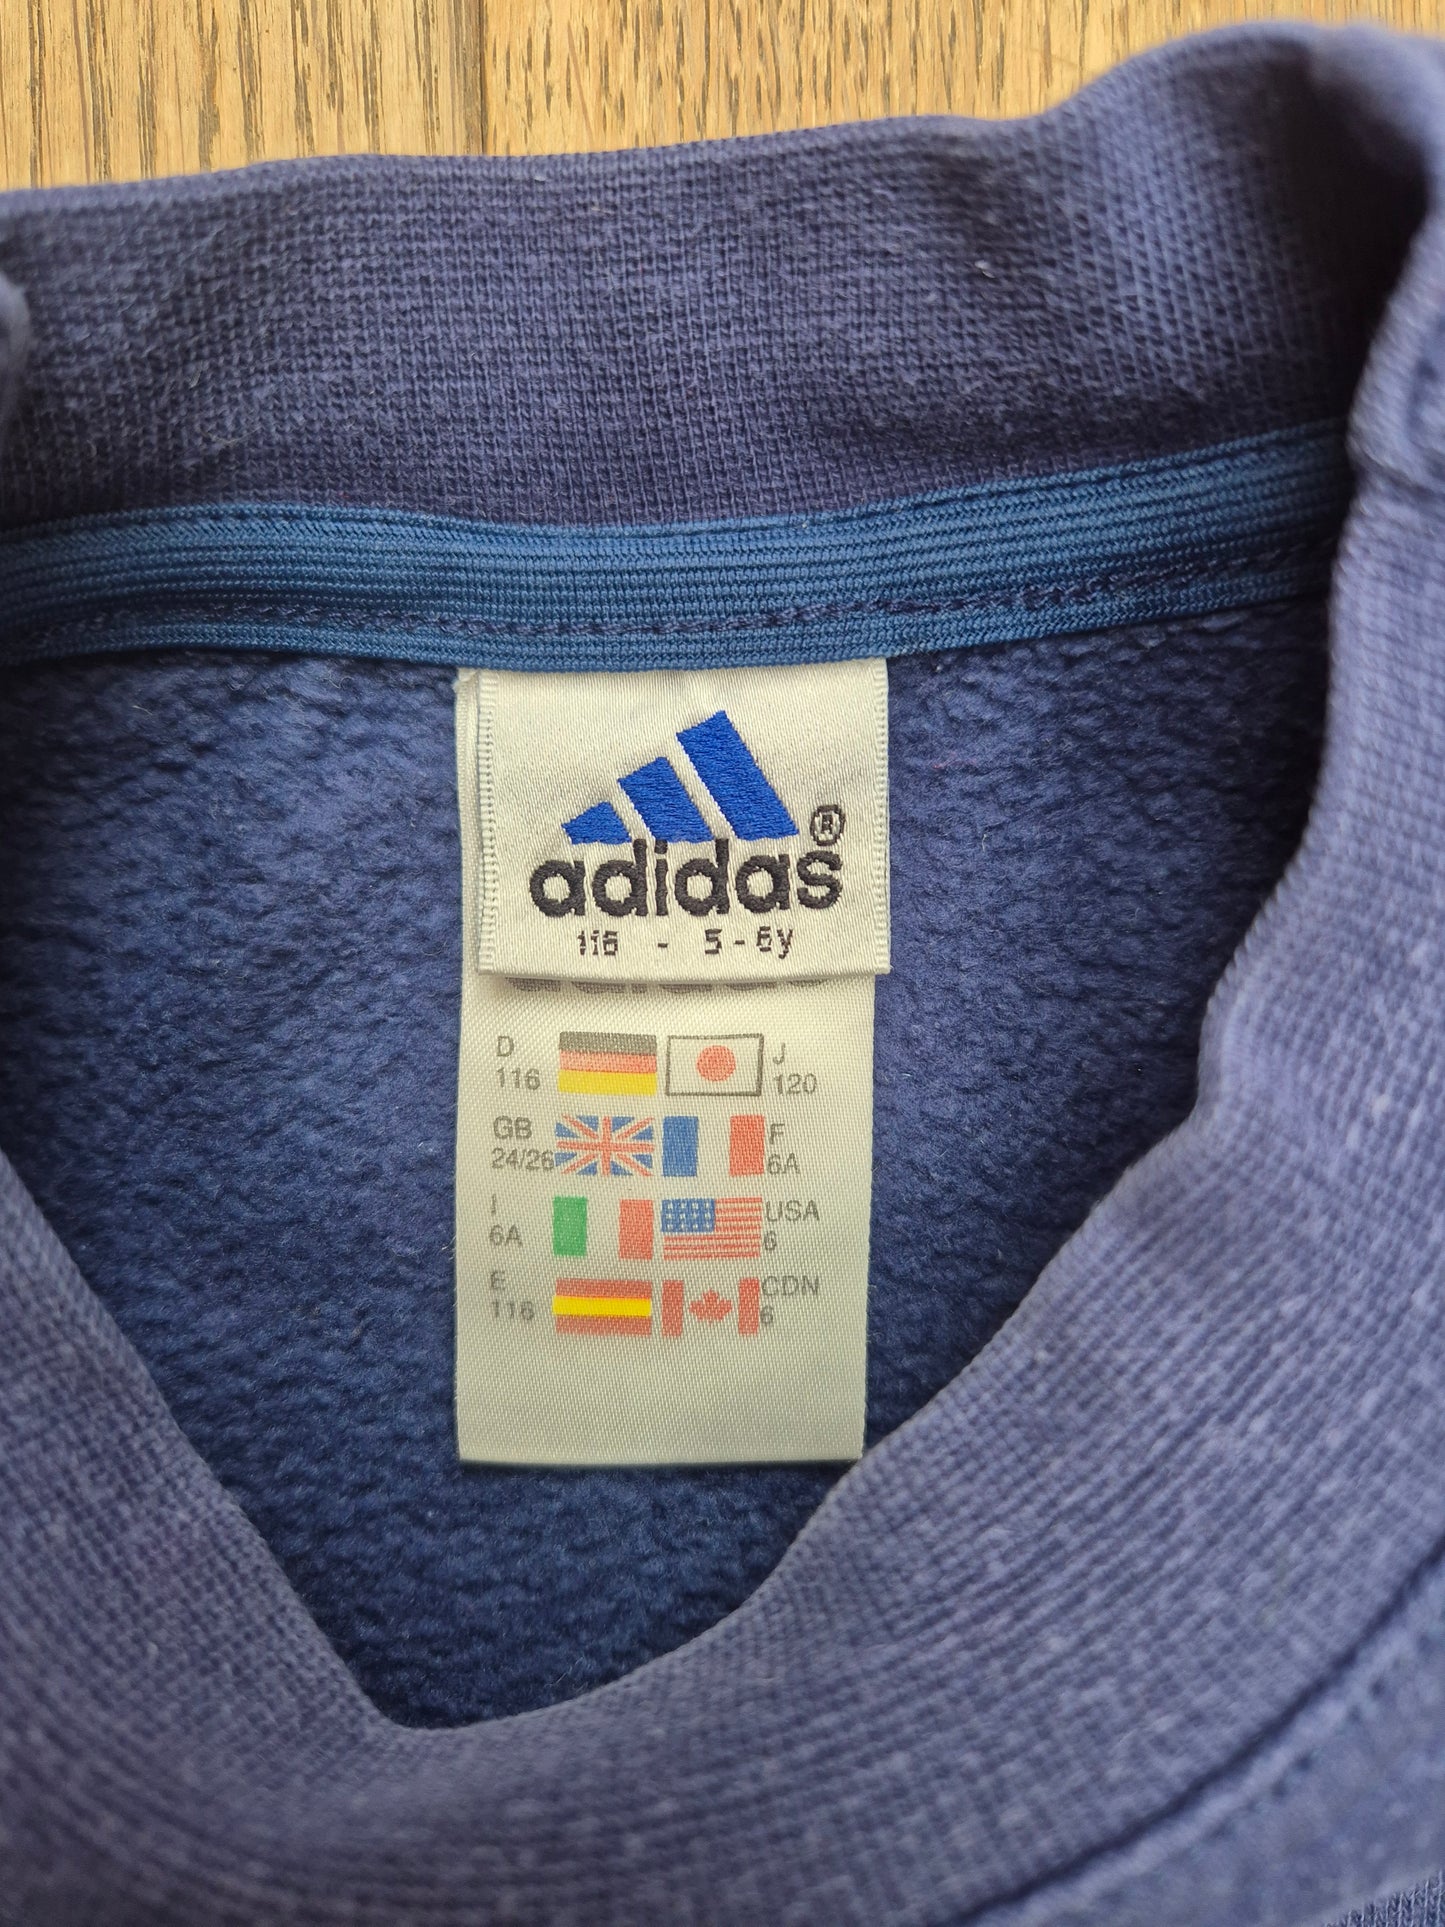 adidas®
116 - 5-6y
D J
116 120
GB F
24/26 6A
I USA
6A 6
E CDN
116 6